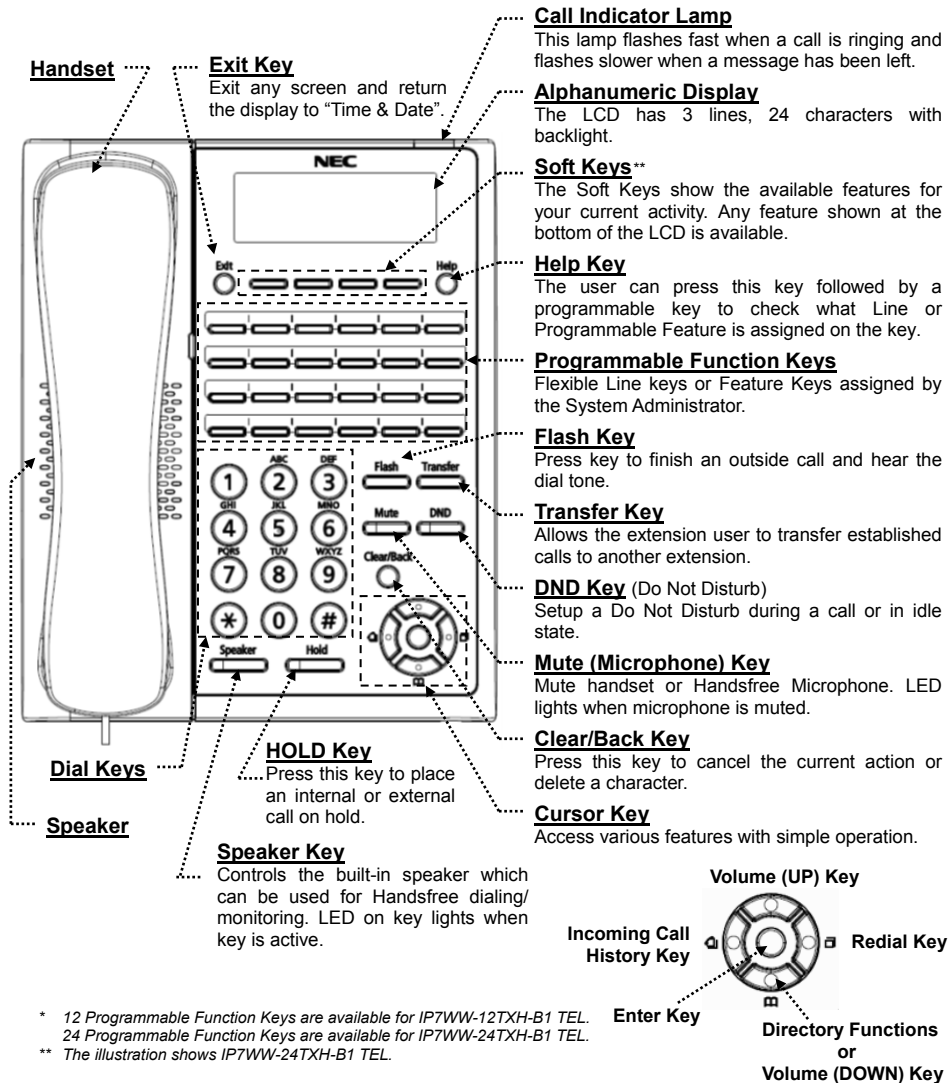 Call Indicator Lamp
This lamp flashes fast when a call is ringing and
flashes slower when a message has been left.
Handset
Exit Key
Exit any screen and return
the display to “Time & Date”.
Alphanumeric Display
The LCD has 3 lines, 24 characters with
backlight.
NEC
Soft Keys**
The Soft Keys show the available features for
your current activity. Any feature shown at the
bottom of the LCD is available.
Exit
Help
Help Key
The user can press this key followed by a
programmable key to check what Line or
Programmable Feature is assigned on the key.
Programmable Function Keys
Flexible Line keys or Feature Keys assigned by
the System Administrator.
Flash Key
Press key to finish an outside call and hear the
dial tone.
ABC DEF
1 2 3
Flash Transfer
GHI JKL MNO
4 5 6
Mute DND
PQRS TUV WXYZ
7 8 9
Clear/Back
* 0 #
Speaker Hold
Transfer Key
Allows the extension user to transfer established
calls to another extension.
DND Key (Do Not Disturb)
Setup a Do Not Disturb during a call or in idle
state.
Mute (Microphone) Key
Mute handset or Handsfree Microphone. LED
lights when microphone is muted.
Clear/Back Key
Press this key to cancel the current action or
delete a character.
Cursor Key
Access various features with simple operation.
Dial Keys
HOLD Key
Press this key to place
an internal or external
call on hold.
Speaker
Speaker Key
Controls the built-in speaker which
can be used for Handsfree dialing/
monitoring. LED on key lights when
key is active.
Volume (UP) Key
Incoming Call
History Key
Redial Key
Enter Key
Directory Functions
or
Volume (DOWN) Key
* 12 Programmable Function Keys are available for IP7WW-12TXH-B1 TEL.
24 Programmable Function Keys are available for IP7WW-24TXH-B1 TEL.
** The illustration shows IP7WW-24TXH-B1 TEL.